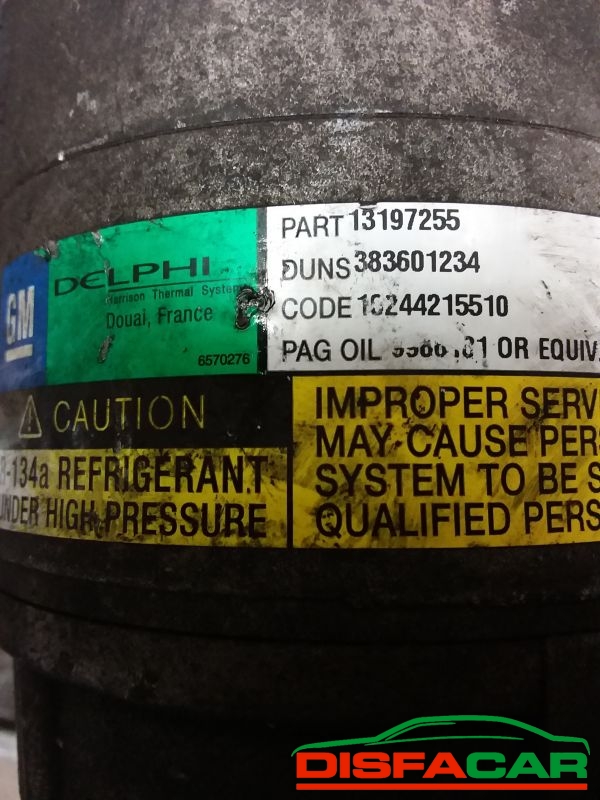 GM
DELPHI
Harrison Thermal System
Douai, France
6570276
PART 13197255
DUNS 383601234
CODE 10244215510
PAG OIL OR EQUIV.
CAUTION
R-134a REFRIGERANT
UNDER HIGH PRESSURE
IMPROPER SERV
MAY CAUSE PERS
SYSTEM TO BE S
QUALIFIED PERS
DISFACAR